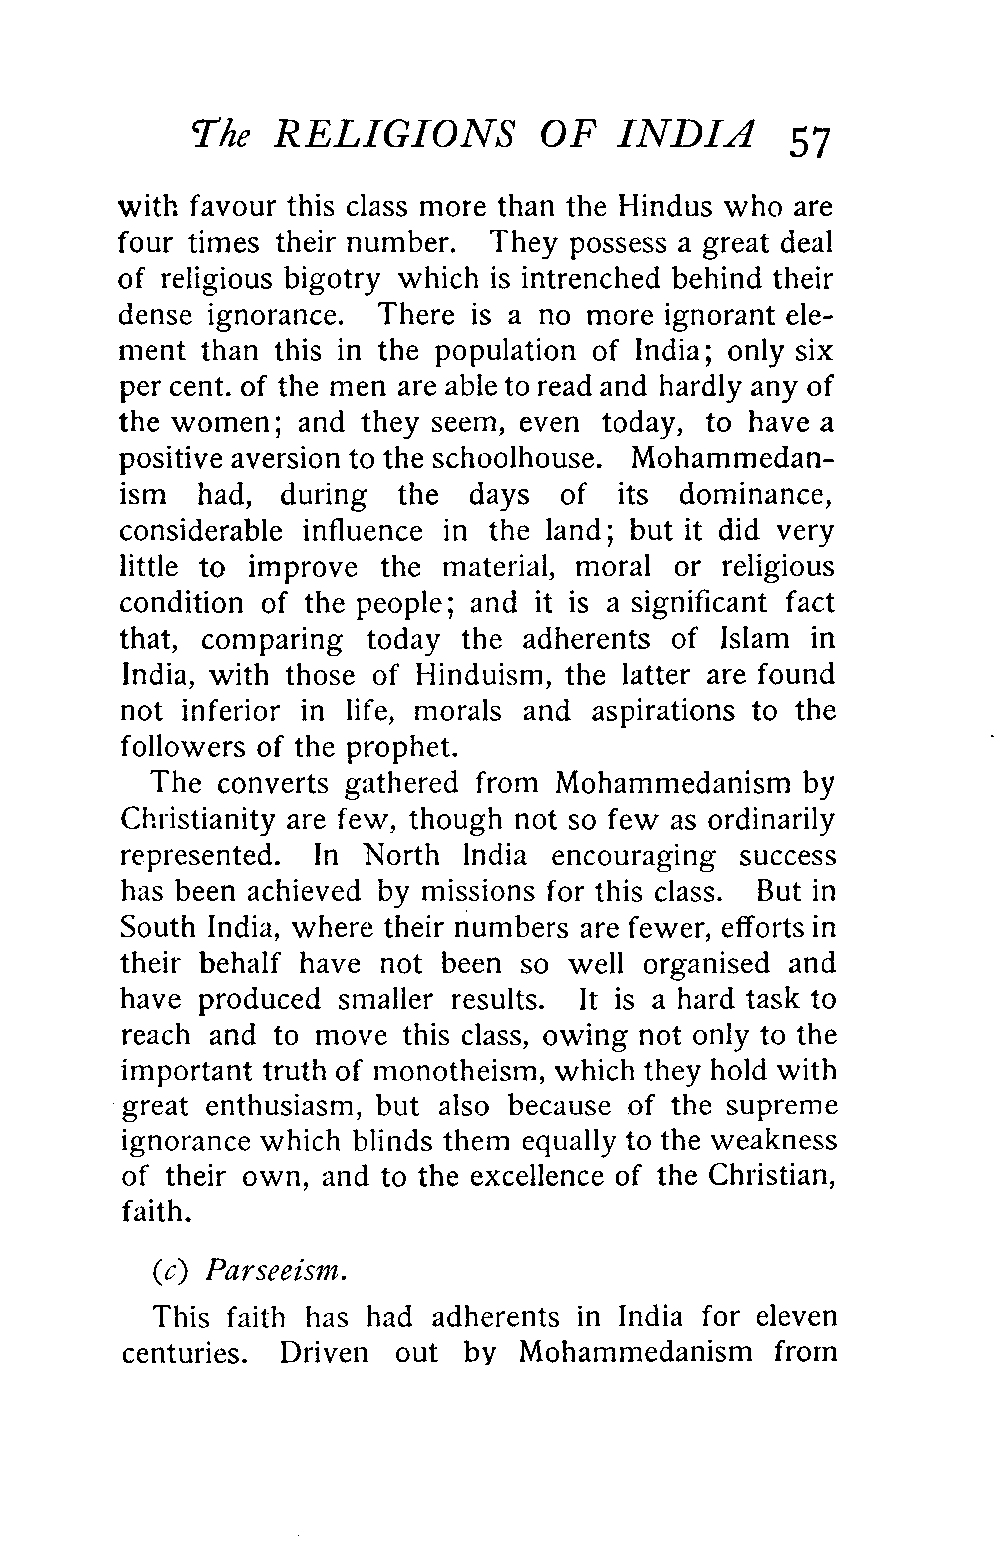 The RELIGIONS OF INDIA 57
with favour this class more than the Hindus who are
four times their number. They possess a great deal
of religious bigotry which is intrenched behind their
dense ignorance. There is a no more ignorant ele-
ment than this in the population of India; only six
per cent. of the men are able to read and hardly any of
the women; and they seem, even today, to have a
positive aversion to the schoolhouse. Mohammedan-
ism had, during the days of its dominance,
considerable influence in the land; but it did very
little to improve the material, moral or religious
condition of the people; and it is a significant fact
that, comparing today the adherents of Islam in
India, with those of Hinduism, the latter are found
not inferior in life, morals and aspirations to the
followers of the prophet.
The converts gathered from Mohammedanism by
Christianity are few, though not so few as ordinarily
represented. In North India encouraging success
has been achieved by missions for this class. But in
South India, where their numbers are fewer, efforts in
their behalf have not been so well organised and
have produced smaller results. It is a hard task to
reach and to move this class, owing not only to the
important truth of monotheism, which they hold with
great enthusiasm, but also because of the supreme
ignorance which blinds them equally to the weakness
of their own, and to the excellence of the Christian,
faith.
(c) Parseeism.
This faith has had adherents in India for eleven
centuries. Driven out by Mohammedanism from